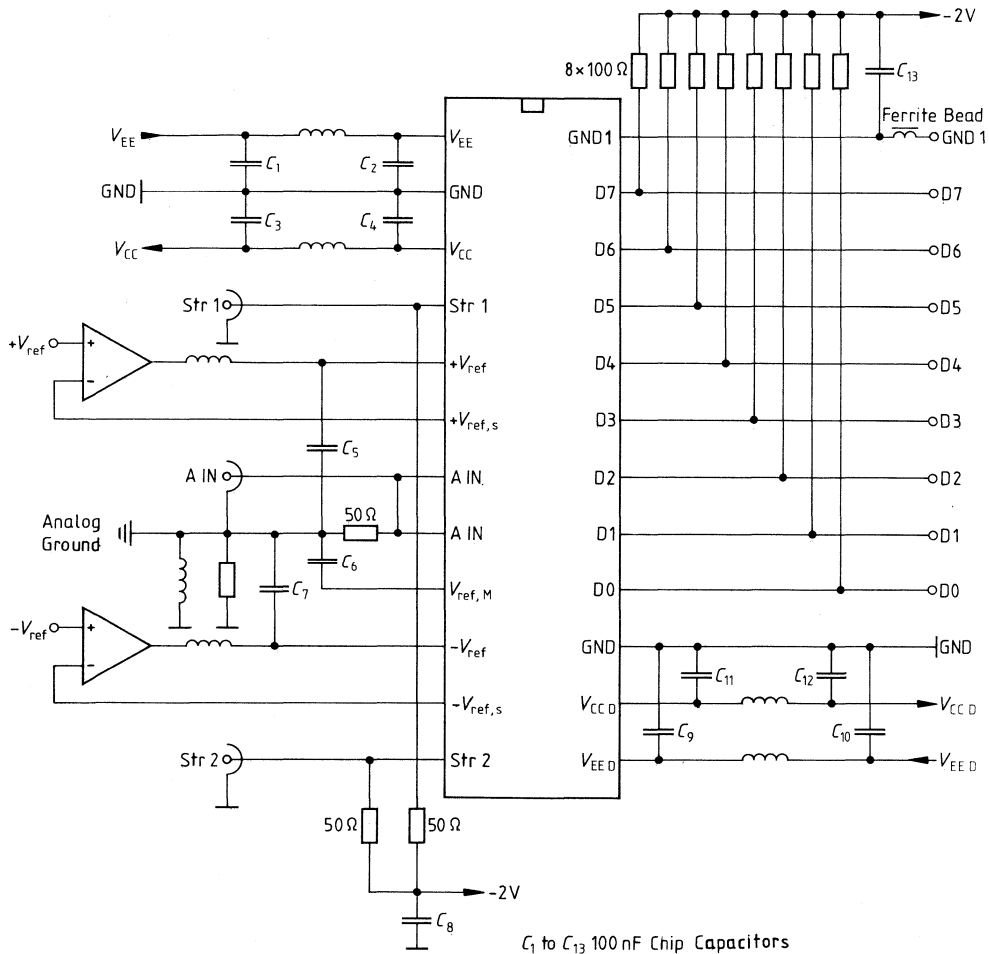 -2V
8×100 Ω
C13
Ferrite Bead
VEE
C1
C2
VEE
GND 1
GND 1
GND
GND
D7
D7
C3
C4
VCC
VCC
D6
D6
Str 1
Str 1
D5
D5
+Vref
+
-
+Vref
D4
D4
+Vref,s
D3
D3
C5
A IN
A IN.
D2
D2
50 Ω
Analog
Ground
A IN
D1
D1
C6
C7
Vref, M
D0
D0
-Vref
+
-
-Vref
GND
GND
C11
C12
-Vref,s
VCC D
VCC D
C9
C10
Str 2
Str 2
VEE D
VEE D
50 Ω
50 Ω
-2V
C8
C1 to C13 100 nF Chip Capacitors